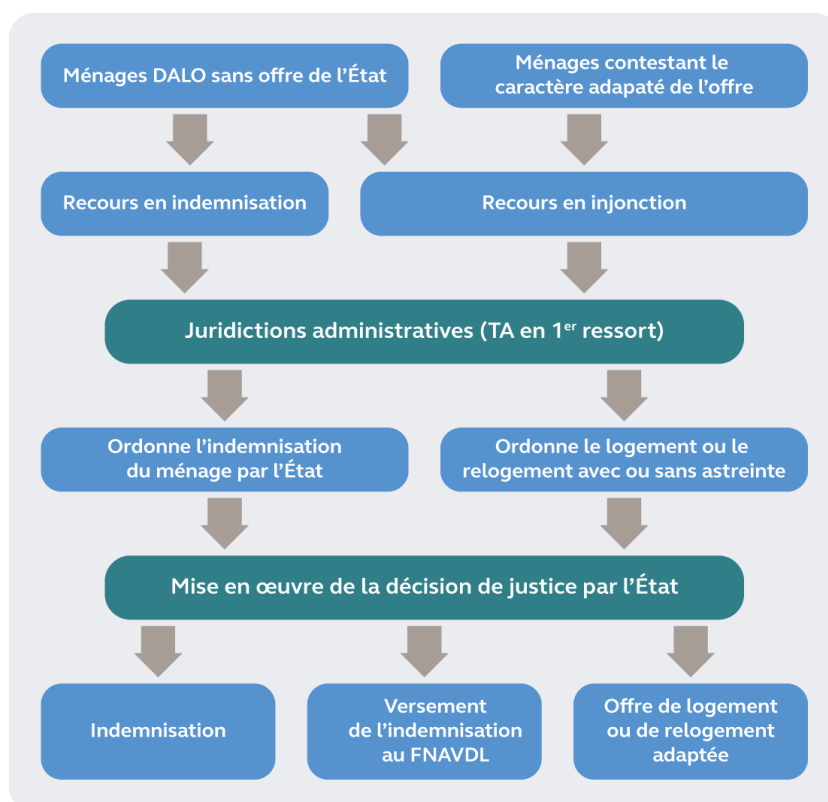 Ménages DALO sans offre de l’État
Ménages contestant le
caractère adapaté de l’offre
Recours en indemnisation
Recours en injonction
Juridictions administratives (TA en 1er ressort)
Ordonne l’indemnisation
du ménage par l’État
Ordonne le logement ou le
relogement avec ou sans astreinte
Mise en œuvre de la décision de justice par l’État
Indemnisation
Versement
de l’indemnisation
au FNAVDL
Offre de logement
ou de relogement
adaptée